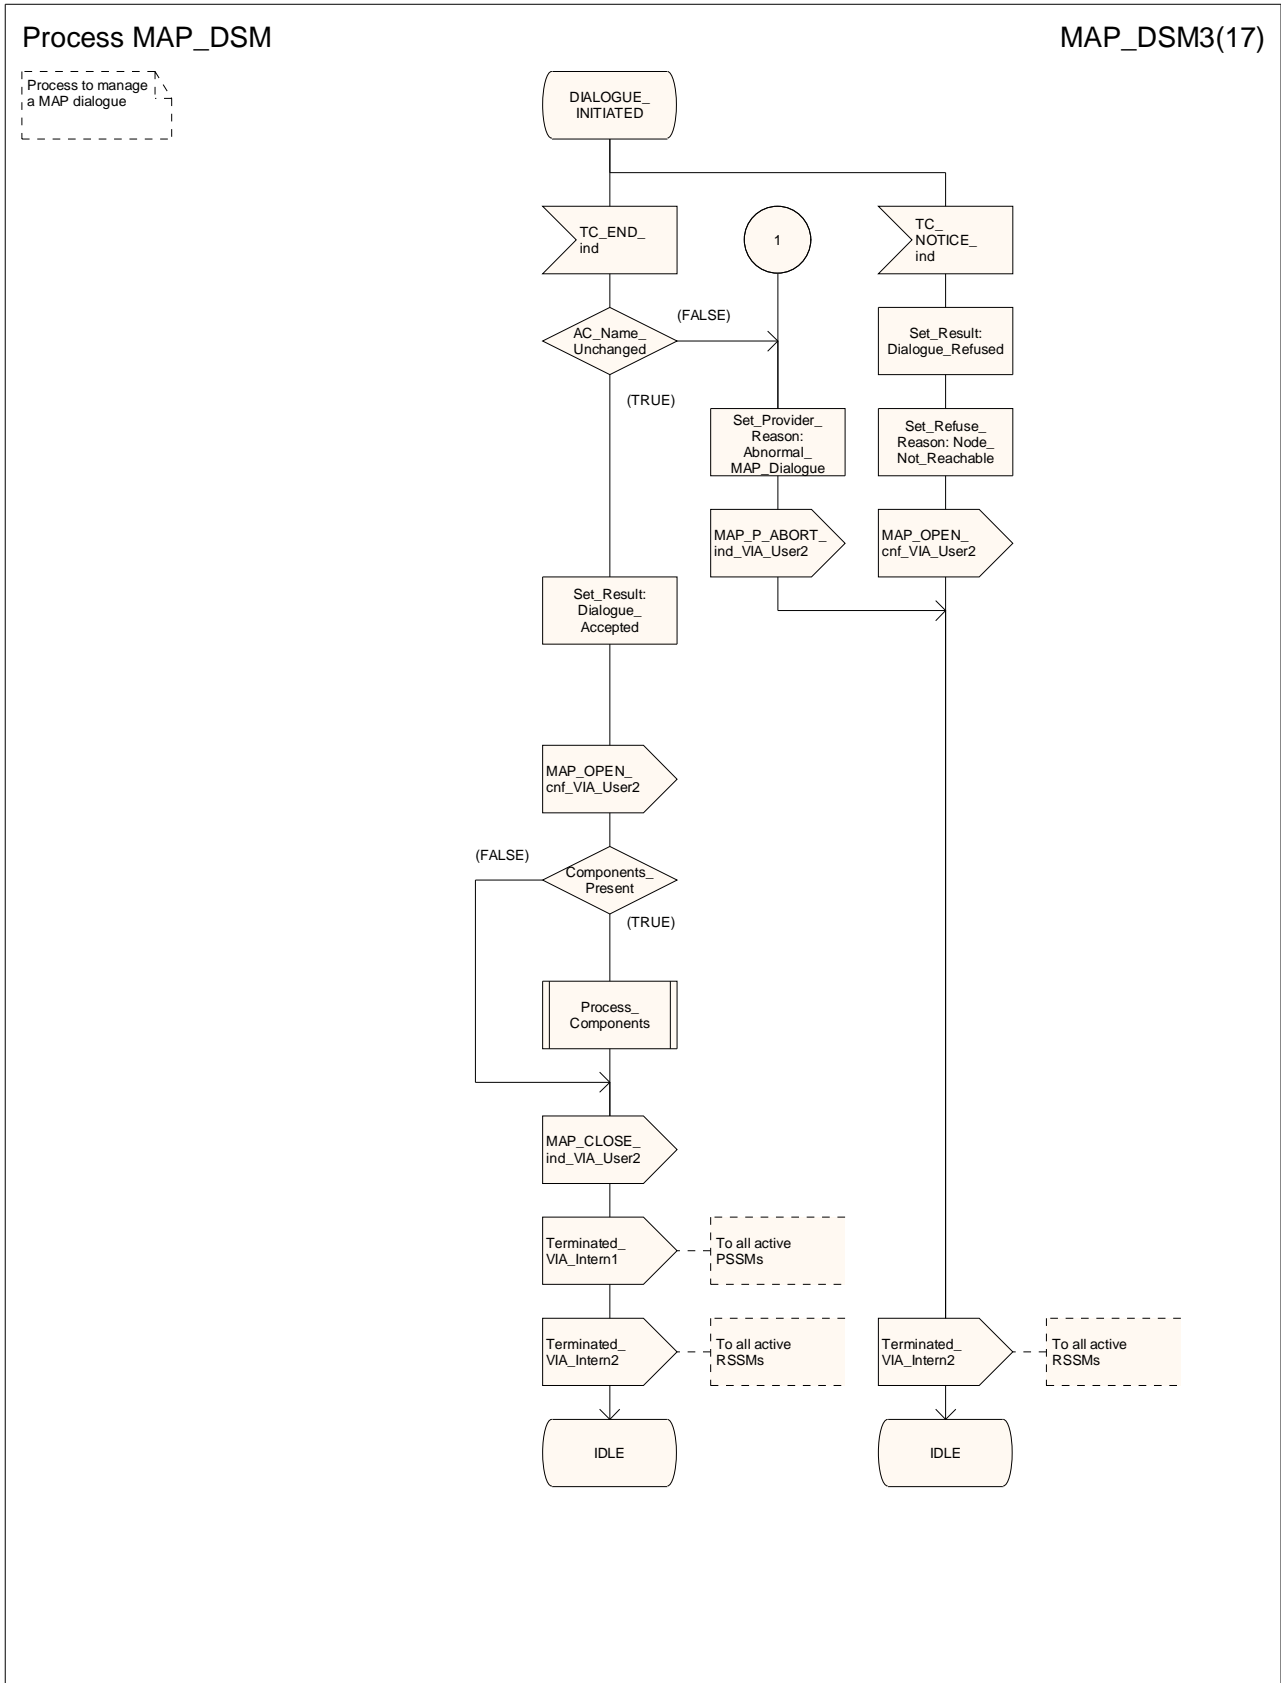 Process MAP_DSM
MAP_DSM3(17)
Process to manage
a MAP dialogue
DIALOGUE_
INITIATED
TC_END_
ind
1
TC_
NOTICE_
ind
AC_Name_
Unchanged
(FALSE)
(TRUE)
Set_Result:
Dialogue_Refused
Set_Provider_
Reason:
Abnormal_
MAP_Dialogue
Set_Refuse_
Reason: Node_
Not_Reachable
MAP_P_ABORT_
ind_VIA_User2
MAP_OPEN_
cnf_VIA_User2
Set_Result:
Dialogue_
Accepted
MAP_OPEN_
cnf_VIA_User2
(FALSE)
Components_
Present
(TRUE)
Process_
Components
MAP_CLOSE_
ind_VIA_User2
Terminated_
VIA_Intern1
To all active
PSSMs
Terminated_
VIA_Intern2
To all active
RSSMs
Terminated_
VIA_Intern2
To all active
RSSMs
IDLE
IDLE